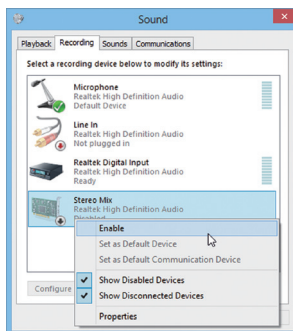 Sound
Playback Recording Sounds Communications
Select a recording device below to modify its settings:
Microphone
Realtek High Definition Audio
Default Device
Line In
Realtek High Definition Audio
Not plugged in
Realtek Digital Input
Realtek High Definition Audio
Ready
Stereo Mix
Realtek High Definition Audio
Disabled
Enable
Set as Default Device
Set as Default Communication Device
Show Disabled Devices
Show Disconnected Devices
Properties
Configure